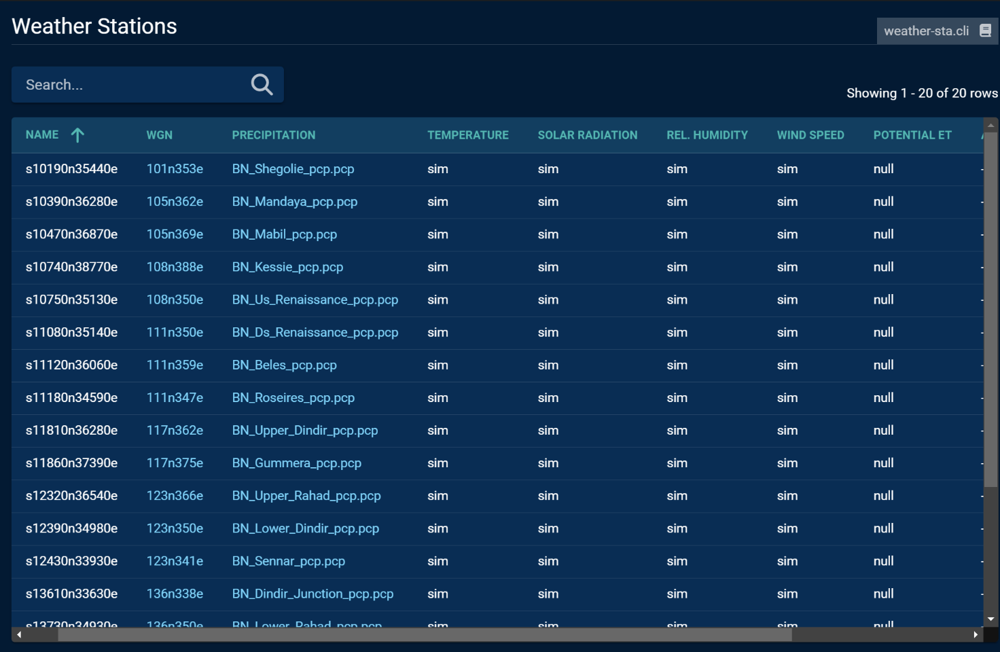 Weather Stations
weather-sta.cli
Search...
Showing 1 - 20 of 20 rows
NAME WGN PRECIPITATION TEMPERATURE SOLAR RADIATION REL. HUMIDITY WIND SPEED POTENTIAL ET
s10190n35440e 101n353e BN_Shegolie_pcp.pcp sim sim sim sim null -
s10390n36280e 105n362e BN_Mandaya_pcp.pcp sim sim sim sim null -
s10470n36870e 105n369e BN_Mabil_pcp.pcp sim sim sim sim null -
s10740n38770e 108n388e BN_Kessie_pcp.pcp sim sim sim sim null -
s10750n35130e 108n350e BN_Us_Renaissance_pcp.pcp sim sim sim sim null -
s11080n35140e 111n350e BN_Ds_Renaissance_pcp.pcp sim sim sim sim null -
s11120n36060e 111n359e BN_Beles_pcp.pcp sim sim sim sim null -
s11180n34590e 111n347e BN_Roseires_pcp.pcp sim sim sim sim null -
s11810n36280e 117n362e BN_Upper_Dindir_pcp.pcp sim sim sim sim null -
s11860n37390e 117n375e BN_Gummera_pcp.pcp sim sim sim sim null -
s12320n36540e 123n366e BN_Upper_Rahad_pcp.pcp sim sim sim sim null -
s12390n34980e 123n350e BN_Lower_Dindir_pcp.pcp sim sim sim sim null -
s12430n33930e 123n341e BN_Sennar_pcp.pcp sim sim sim sim null -
s13610n33630e 136n338e BN_Dindir_Junction_pcp.pcp sim sim sim sim null -
s13730n34930e 136n350e BN_Lower_Rahad_pcp.pcp sim sim sim sim null